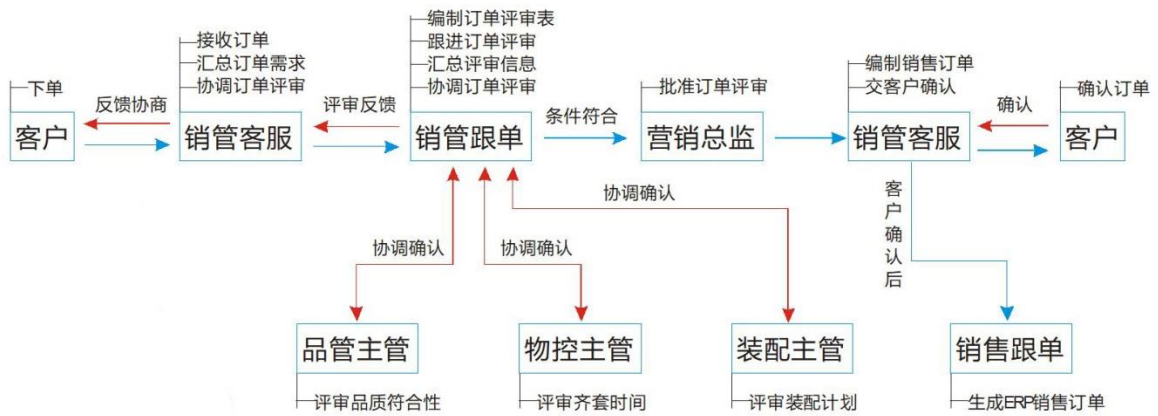 编制订单评审表
接收订单
跟进订单评审
编制销售订单
汇总订单需求
汇总评审信息
下单
协调订单评审
协调订单评审
批准订单评审
交客户确认
确认订单
反馈协商
评审反馈
条件符合
确认
客户
销管客服
销管跟单
营销总监
销管客服
客户
协调确认
客户确认后
协调确认
协调确认
品管主管
物控主管
装配主管
销售跟单
评审品质符合性
评审齐套时间
评审装配计划
生成ERP销售订单